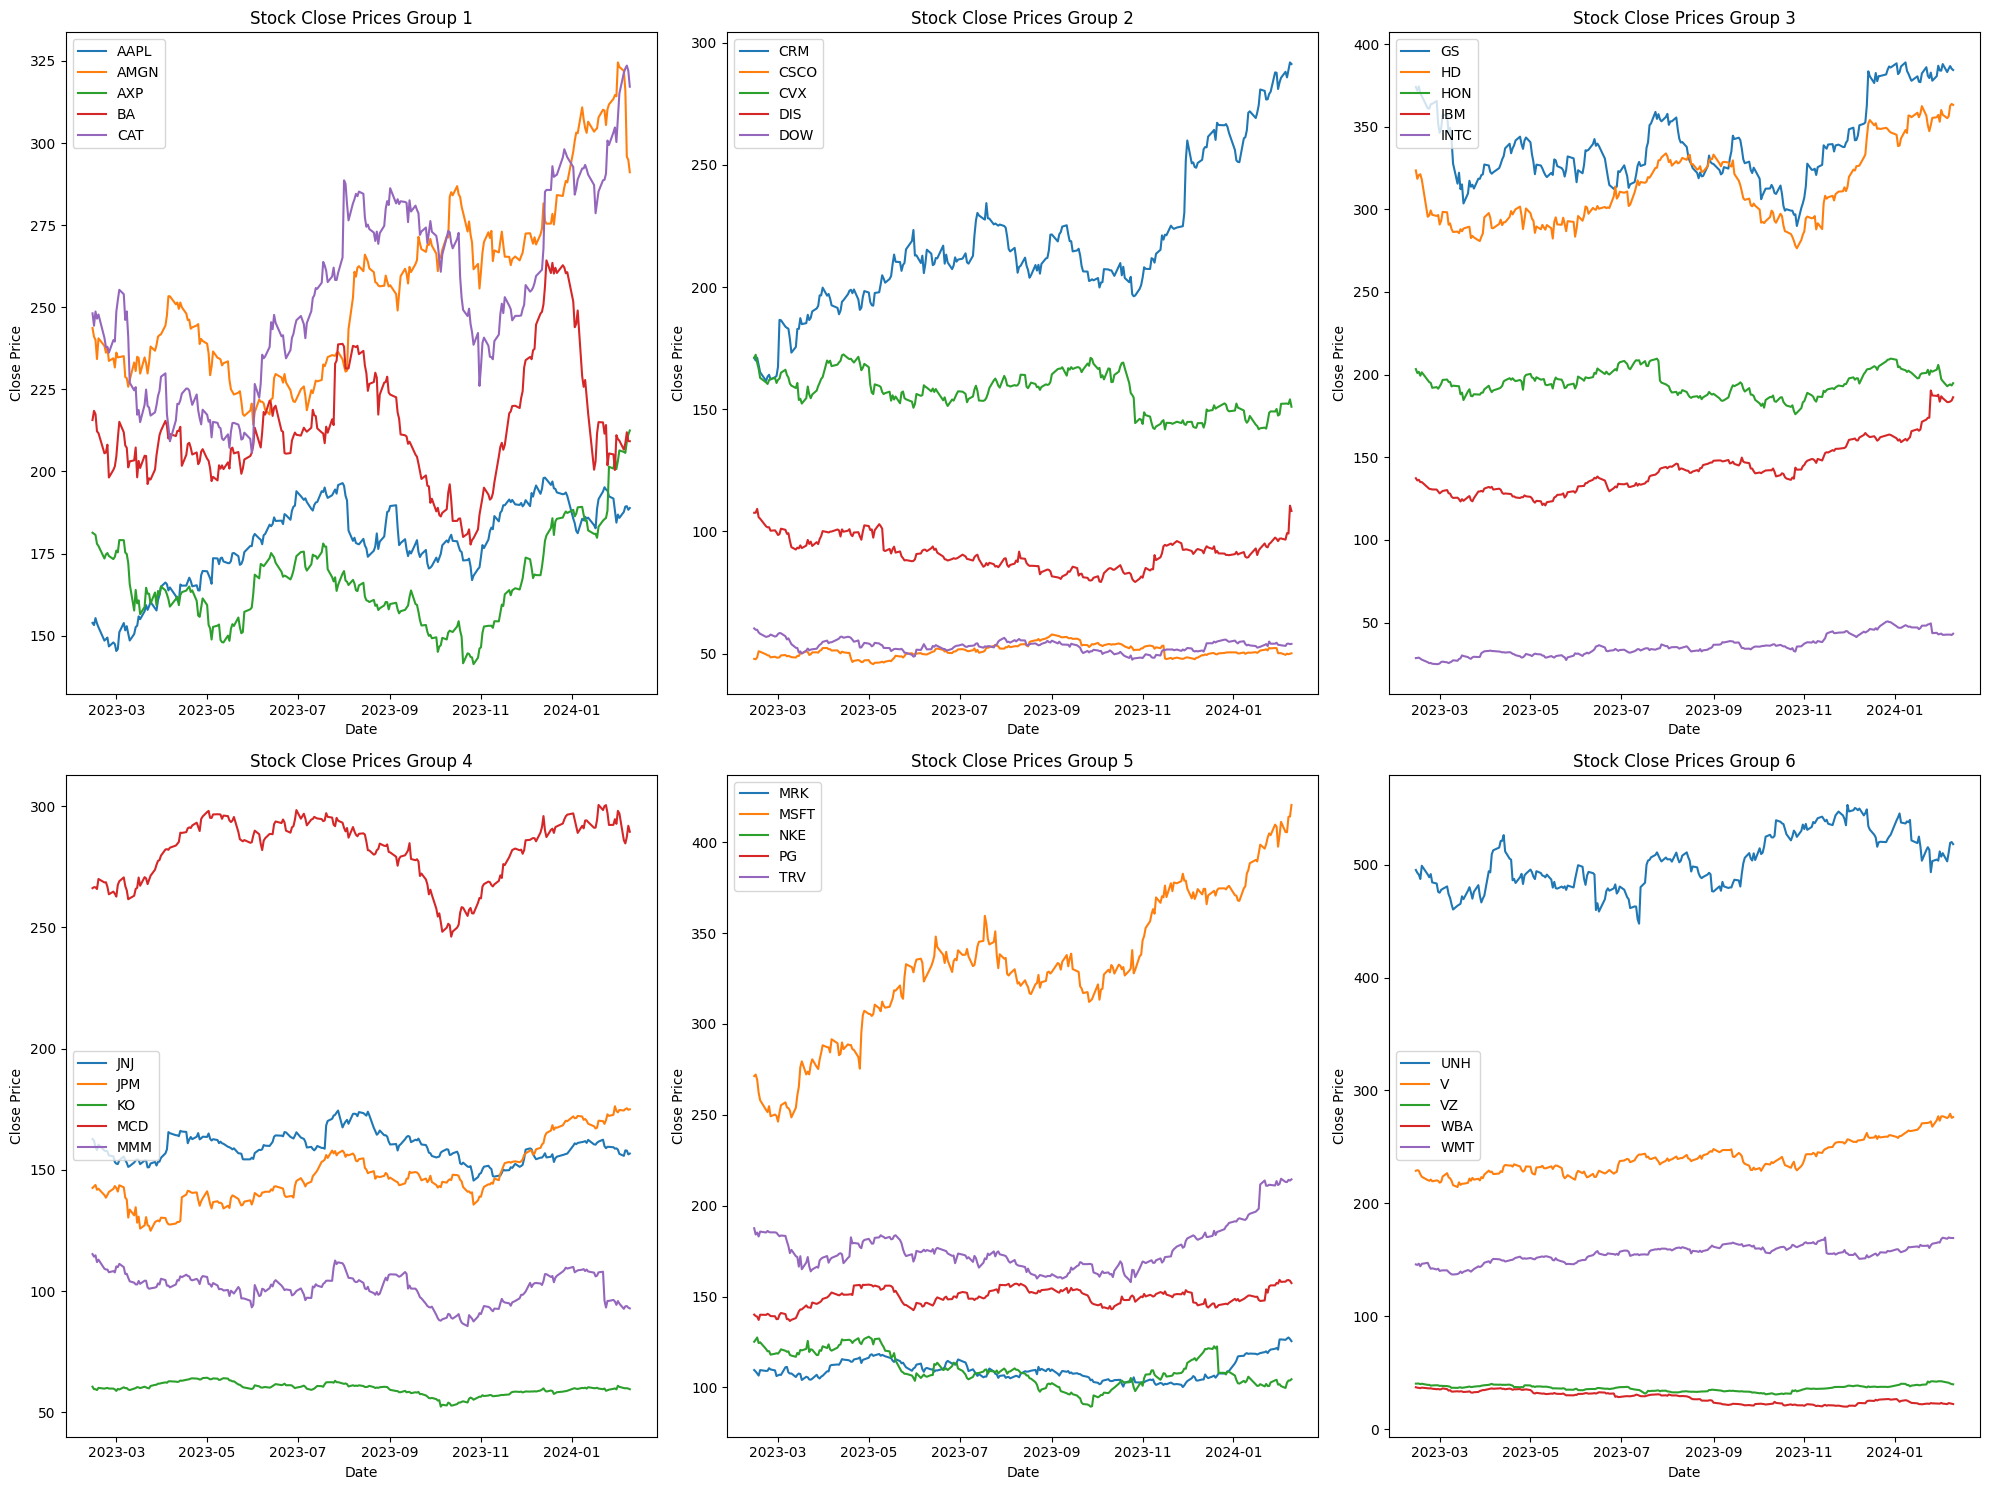 Stock Close Prices Group 1
Close Price
325
300
275
250
225
200
175
150
AAPL
AMGN
AXP
BA
CAT
2023-03 2023-05 2023-07 2023-09 2023-11 2024-01
Date
Stock Close Prices Group 2
Close Price
300
250
200
150
100
50
CRM
CSCO
CVX
DIS
DOW
2023-03 2023-05 2023-07 2023-09 2023-11 2024-01
Date
Stock Close Prices Group 3
Close Price
400
350
300
250
200
150
100
50
GS
HD
HON
IBM
INTC
2023-03 2023-05 2023-07 2023-09 2023-11 2024-01
Date
Stock Close Prices Group 4
Close Price
300
250
200
150
100
50
JNJ
JPM
KO
MCD
MMM
2023-03 2023-05 2023-07 2023-09 2023-11 2024-01
Date
Stock Close Prices Group 5
Close Price
400
350
300
250
200
150
100
MRK
MSFT
NKE
PG
TRV
2023-03 2023-05 2023-07 2023-09 2023-11 2024-01
Date
Stock Close Prices Group 6
Close Price
500
400
300
200
100
0
UNH
V
VZ
WBA
WMT
2023-03 2023-05 2023-07 2023-09 2023-11 2024-01
Date